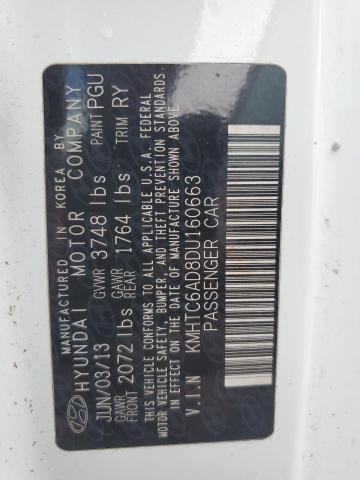 MANUFACTURED IN KOREA BY
HYUNDAI MOTOR COMPANY
JUN/03/13 GVWR 3748 lbs PAINT PGU
GAWR FRONT 2072 lbs GAWR REAR 1764 lbs TRIM RY
THIS VEHICLE CONFORMS TO ALL APPLICABLE U.S.A. FEDERAL
MOTOR VEHICLE SAFETY, BUMPER, AND THEFT PREVENTION STANDARDS
IN EFFECT ON THE DATE OF MANUFACTURE SHOWN ABOVE.
V.I.N KMHTC6AD8DU160663
PASSENGER CAR